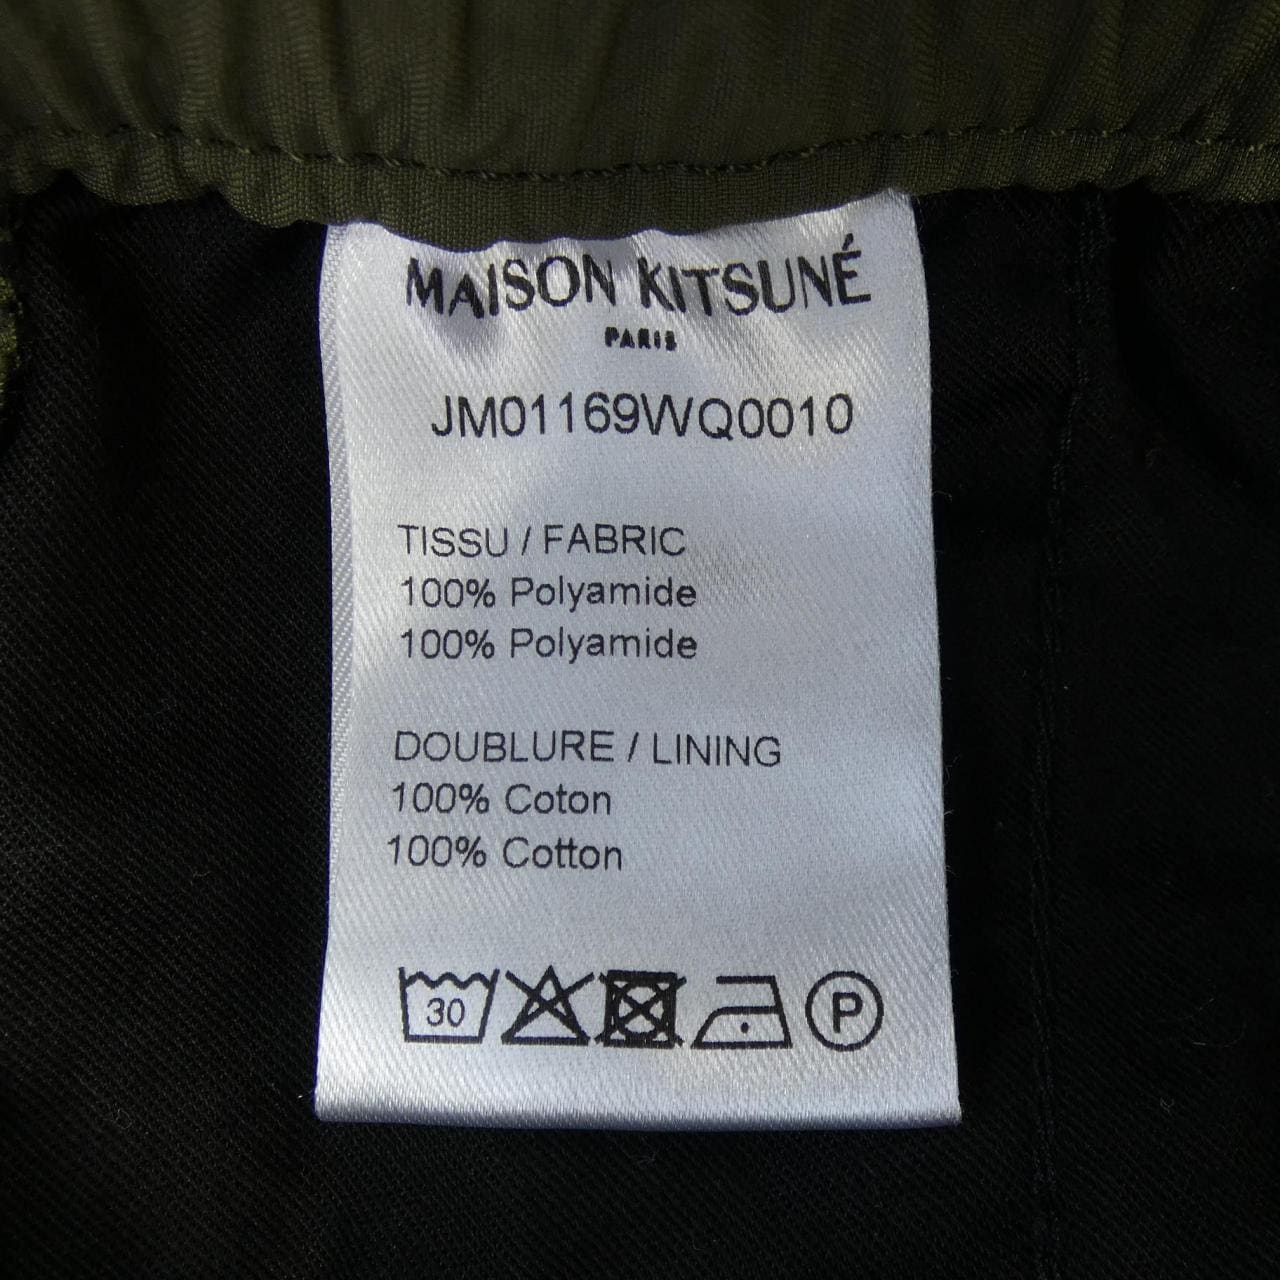 MAISON KITSUNÉ
PARIS
JM01169WQ0010
TISSU / FABRIC
100% Polyamide
100% Polyamide
DOUBLURE / LINING
100% Coton
100% Cotton
30 P